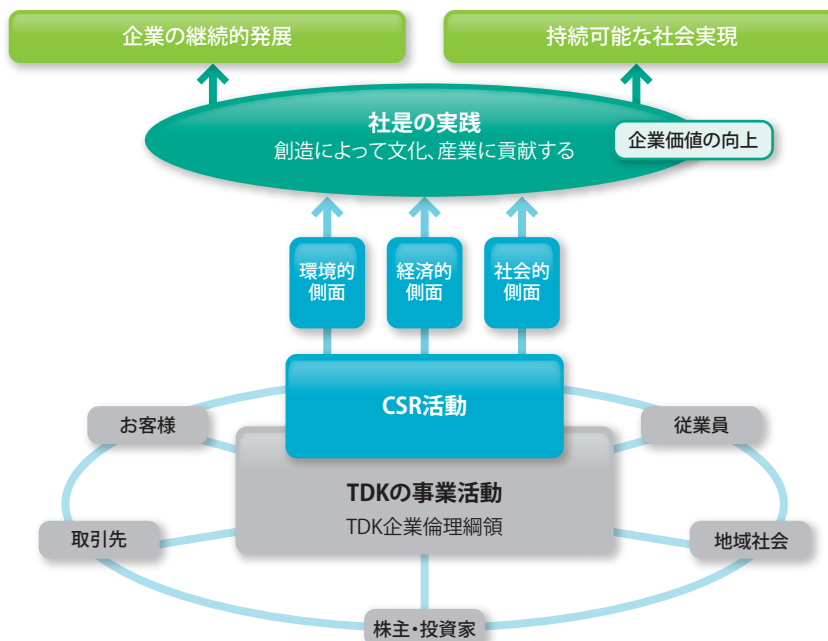 企業の継続的発展
持続可能な社会実現
社是の実践
創造によって文化、産業に貢献する
企業価値の向上
環境的
側面
経済的
側面
社会的
側面
CSR活動
お客様
従業員
TDKの事業活動
TDK企業倫理綱領
取引先
地域社会
株主・投資家